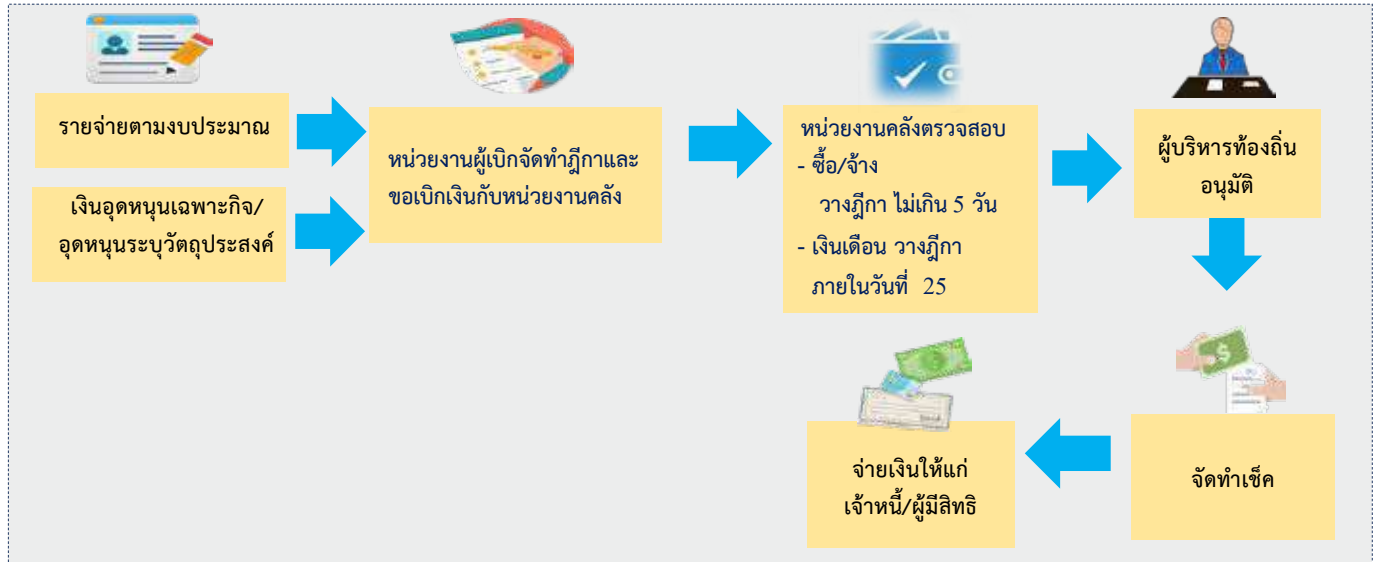 รายจ่ายตามงบประมาณ
เงินอุดหนุนเฉพาะกิจ/
อุดหนุนระบุวัตถุประสงค์
หน่วยงานผู้เบิกจัดทำฎีกาและ
ขอเบิกเงินกับหน่วยงานคลัง
หน่วยงานคลังตรวจสอบ
- ซื้อ/จ้าง
วางฎีกา ไม่เกิน 5 วัน
- เงินเดือน วางฎีกา
ภายในวันที่ 25
ผู้บริหารท้องถิ่น
อนุมัติ
จัดทำเช็ค
จ่ายเงินให้แก่
เจ้าหนี้/ผู้มีสิทธิ